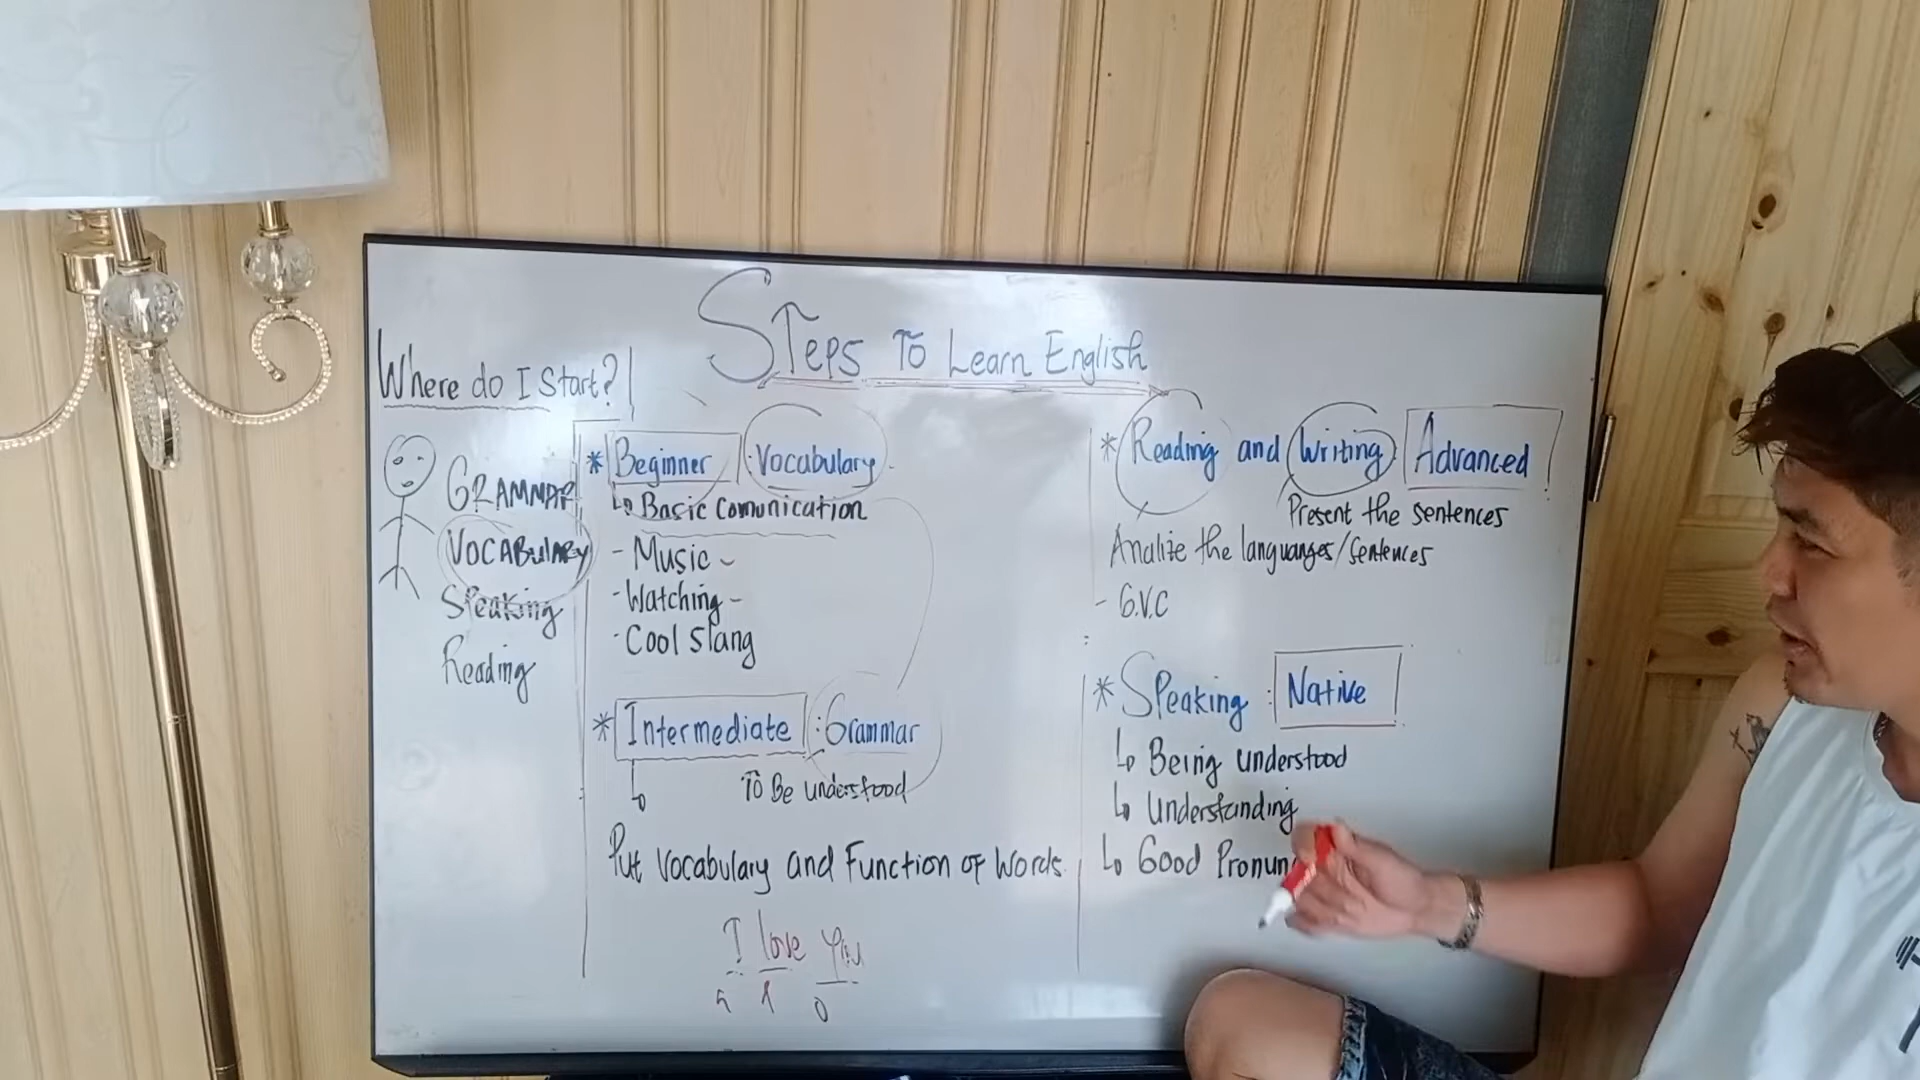 STEPS TO Learn English
Where do I Start?
GRAMMAR
VOCABULARY
Speaking
Reading
* Beginner : Vocabulary
Basic Comunication
- Music -
- Watching -
- Cool Slang
* Intermediate : Grammar
To Be understood
Put Vocabulary and Function of Words
I love you
* Reading and Writing : Advanced
Present the sentences
Analize the languanges/Sentences
- G.V.C
* Speaking : Native
Being understood
Understanding
Good Pronun